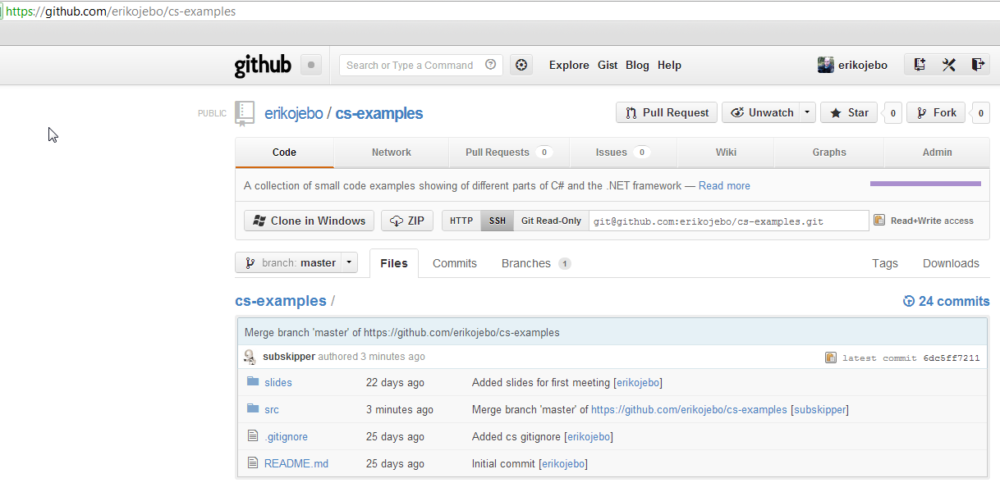 https://github.com/erikojebo/cs-examples
github Search or Type a Command Explore Gist Blog Help erikojebo
PUBLIC erikojebo / cs-examples Pull Request Unwatch Star 0 Fork 0
Code Network Pull Requests 0 Issues 0 Wiki Graphs Admin
A collection of small code examples showing of different parts of C# and the .NET framework — Read more
Clone in Windows ZIP HTTP SSH Git Read-Only git@github.com:erikojebo/cs-examples.git Read+Write access
branch: master Files Commits Branches 1 Tags Downloads
cs-examples / 24 commits
Merge branch 'master' of https://github.com/erikojebo/cs-examples
subskipper authored 3 minutes ago latest commit 6dc5ff7211
slides 22 days ago Added slides for first meeting [erikojebo]
src 3 minutes ago Merge branch 'master' of https://github.com/erikojebo/cs-examples [subskipper]
.gitignore 25 days ago Added cs gitignore [erikojebo]
README.md 25 days ago Initial commit [erikojebo]